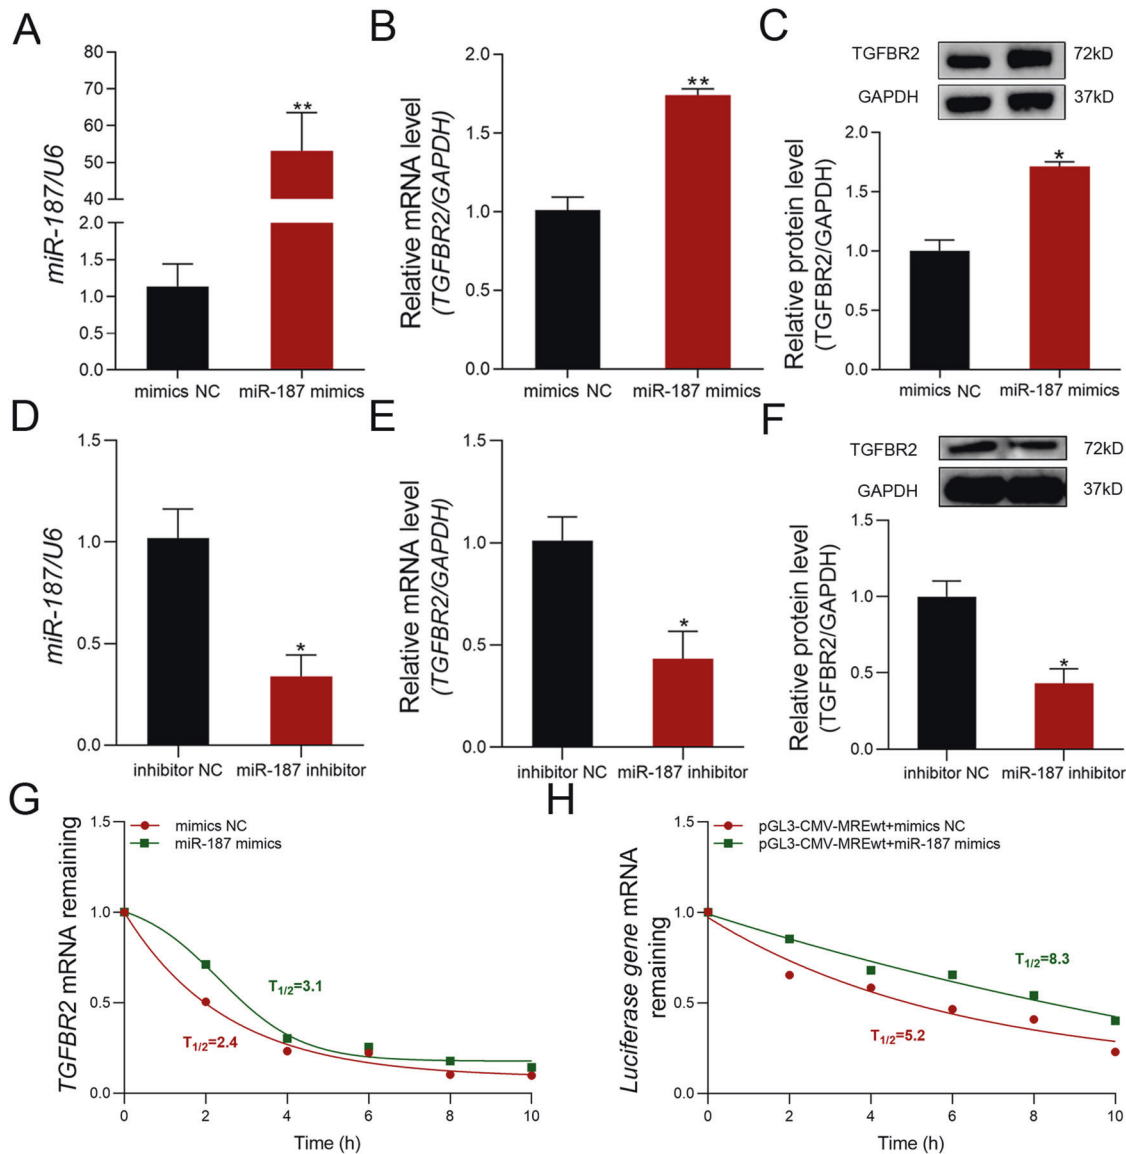 A
miR-187/U6
80
70
60
50
40
2.0
1.5
1.0
0.5
0.0
**
mimics NC
miR-187 mimics
B
Relative mRNA level
(TGFBR2/GAPDH)
2.0
1.5
1.0
0.5
0.0
**
mimics NC
miR-187 mimics
C
TGFBR2
72kD
GAPDH
37kD
Relative protein level
(TGFBR2/GAPDH)
2.0
1.5
1.0
0.5
0.0
*
mimics NC
miR-187 mimics
D
miR-187/U6
1.5
1.0
0.5
0.0
*
inhibitor NC
miR-187 inhibitor
E
Relative mRNA level
(TGFBR2/GAPDH)
1.5
1.0
0.5
0.0
*
inhibitor NC
miR-187 inhibitor
F
TGFBR2
72kD
GAPDH
37kD
Relative protein level
(TGFBR2/GAPDH)
1.5
1.0
0.5
0.0
*
inhibitor NC
miR-187 inhibitor
G
TGFBR2 mRNA remaining
1.5
1.0
0.5
0.0
mimics NC
miR-187 mimics
T1/2=3.1
T1/2=2.4
0 2 4 6 8 10
Time (h)
H
Luciferase gene mRNA
remaining
1.5
1.0
0.5
0.0
pGL3-CMV-MREwt+mimics NC
pGL3-CMV-MREwt+miR-187 mimics
T1/2=8.3
T1/2=5.2
0 2 4 6 8 10
Time (h)